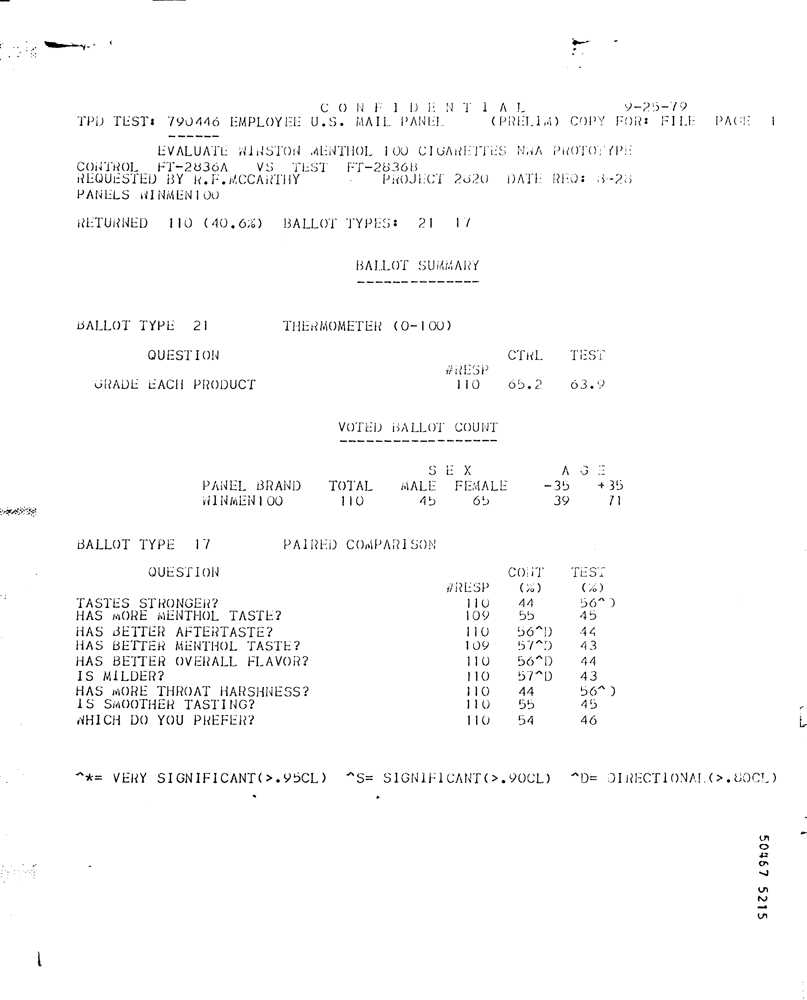 C O N F I D E N T I A L 9-25-79
TPD TEST: 790446 EMPLOYEE U.S. MAIL PANEL (PRELIM) COPY FOR: FILE PAGE 1
------
EVALUATE WINSTON MENTHOL 100 CIGARETTES NWA PROTOTYPE
CONTROL FT-2836A VS TEST FT-2836B
REQUESTED BY R.F.MCCARTHY PROJECT 2620 DATE REQ: 8-28
PANELS WINMEN100
RETURNED 110 (40.6%) BALLOT TYPES: 21 17
BALLOT SUMMARY
--------------
BALLOT TYPE 21 THERMOMETER (0-100)
QUESTION CTRL TEST
#RESP
GRADE EACH PRODUCT 110 65.2 63.9
VOTED BALLOT COUNT
------------------
S E X A G E
PANEL BRAND TOTAL MALE FEMALE -35 +35
WINMEN100 110 45 65 39 71
BALLOT TYPE 17 PAIRED COMPARISON
QUESTION CONT TEST
#RESP (%) (%)
TASTES STRONGER? 110 44 56^D
HAS MORE MENTHOL TASTE? 109 55 45
HAS BETTER AFTERTASTE? 110 56^D 44
HAS BETTER MENTHOL TASTE? 109 57^D 43
HAS BETTER OVERALL FLAVOR? 110 56^D 44
IS MILDER? 110 57^D 43
HAS MORE THROAT HARSHNESS? 110 44 56^D
IS SMOOTHER TASTING? 110 55 45
WHICH DO YOU PREFER? 110 54 46
^*= VERY SIGNIFICANT(>.95CL) ^S= SIGNIFICANT(>.90CL) ^D= DIRECTIONAL(>.80CL)
50467 5215